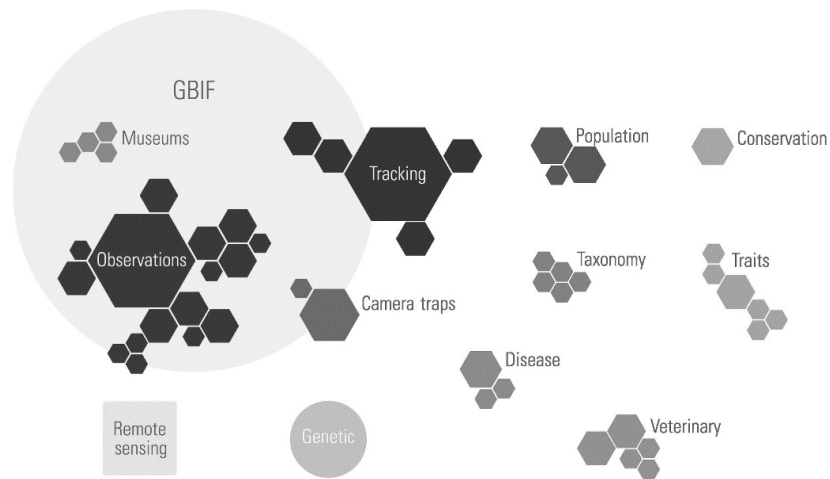 GBIF
Museums
Population
Conservation
Tracking
Observations
Taxonomy
Traits
Camera traps
Disease
Remote
sensing
Genetic
Veterinary